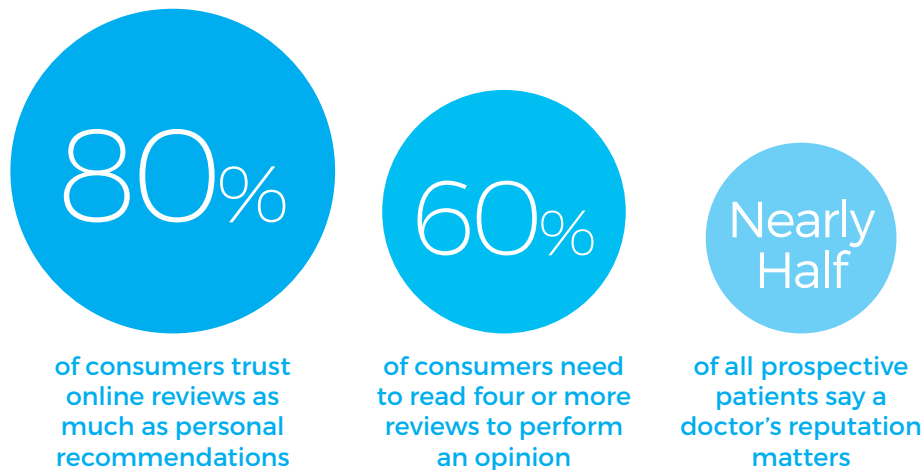 80%
of consumers trust
online reviews as
much as personal
recommendations
60%
of consumers need
to read four or more
reviews to perform
an opinion
Nearly
Half
of all prospective
patients say a
doctor’s reputation
matters